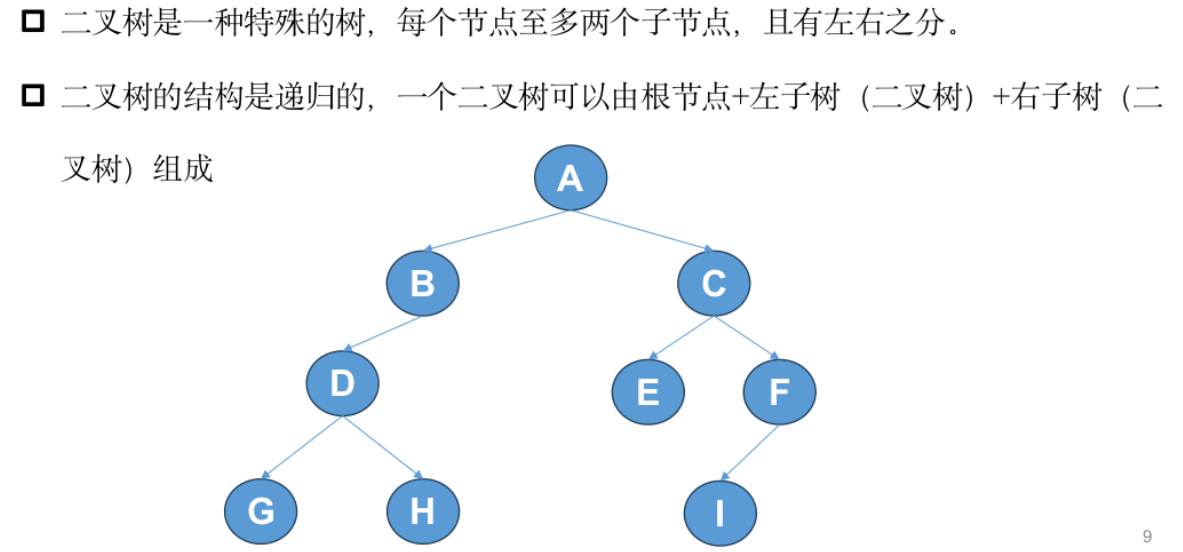 二叉树是一种特殊的树，每个节点至多两个子节点，且有左右之分。
二叉树的结构是递归的，一个二叉树可以由根节点+左子树（二叉树）+右子树（二
叉树）组成
A
B
C
D
E
F
G
H
I
9